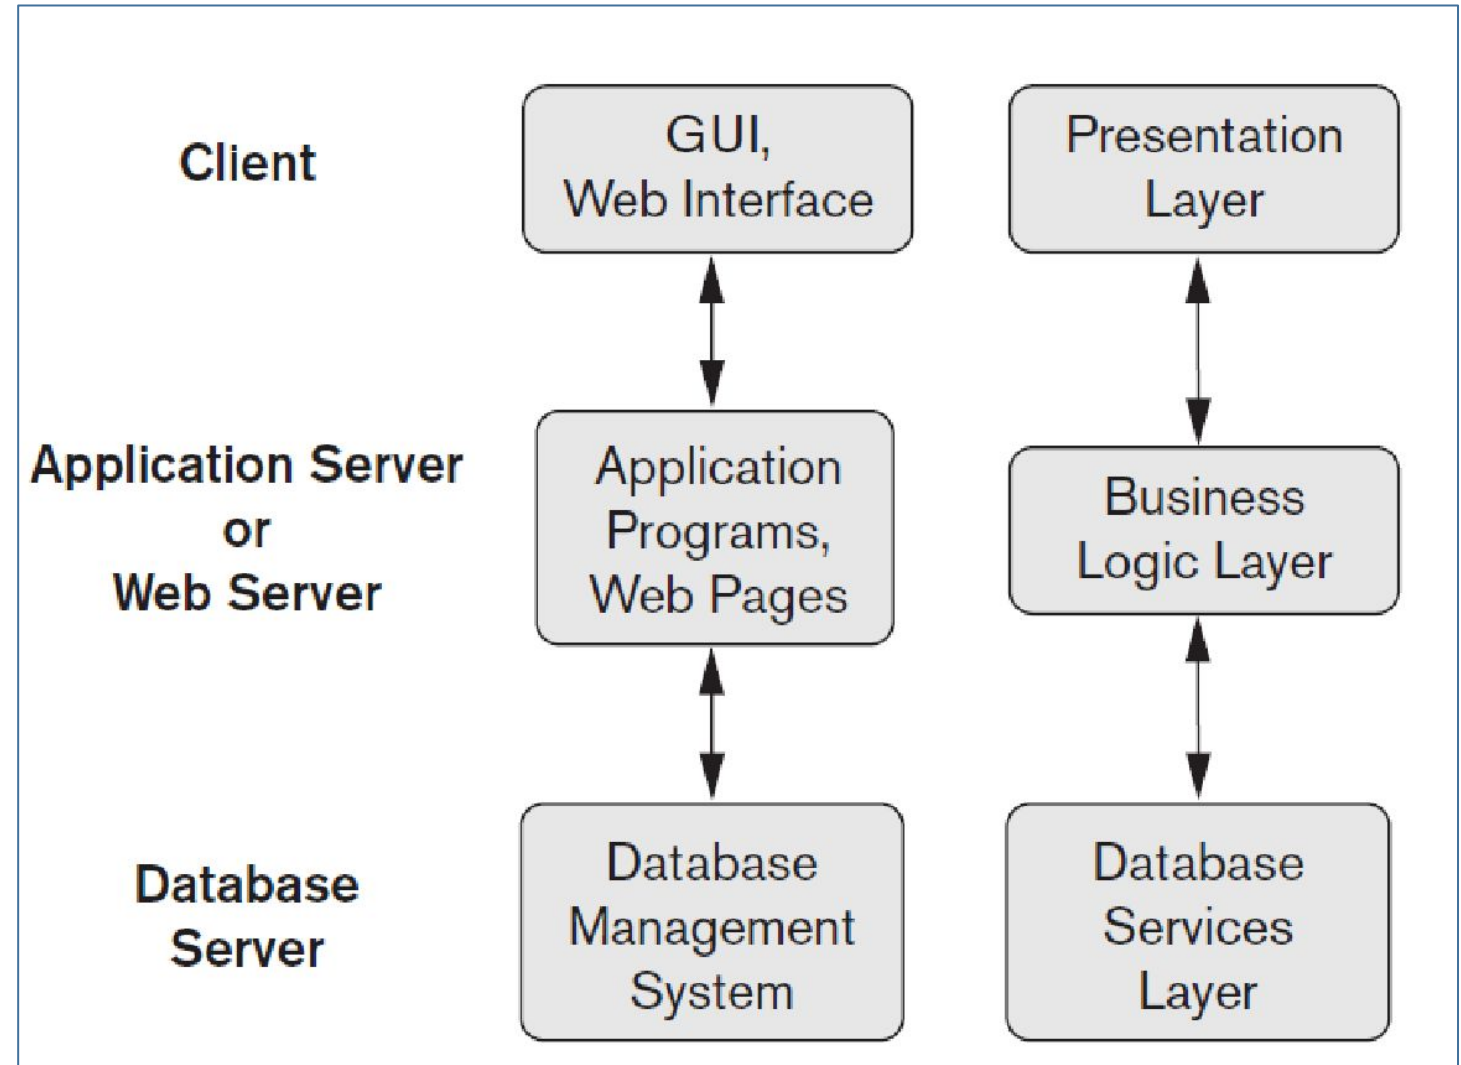 Client
GUI,
Web Interface
Presentation
Layer
Application Server
or
Web Server
Application
Programs,
Web Pages
Business
Logic Layer
Database
Server
Database
Management
System
Database
Services
Layer